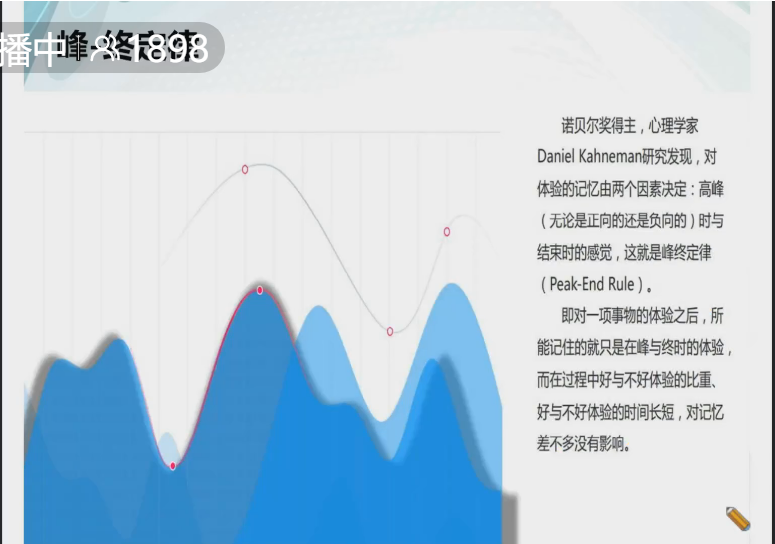 播中 1898
峰-终定律
诺贝尔奖得主，心理学家
Daniel Kahneman研究发现，对
体验的记忆由两个因素决定：高峰
（无论是正向的还是负向的）时与
结束时的感觉，这就是峰终定律
（Peak-End Rule）。
即对一项事物的体验之后，所
能记住的就只是在峰与终时的体验，
而在过程中好与不好体验的比重、
好与不好体验的时间长短，对记忆
差不多没有影响。